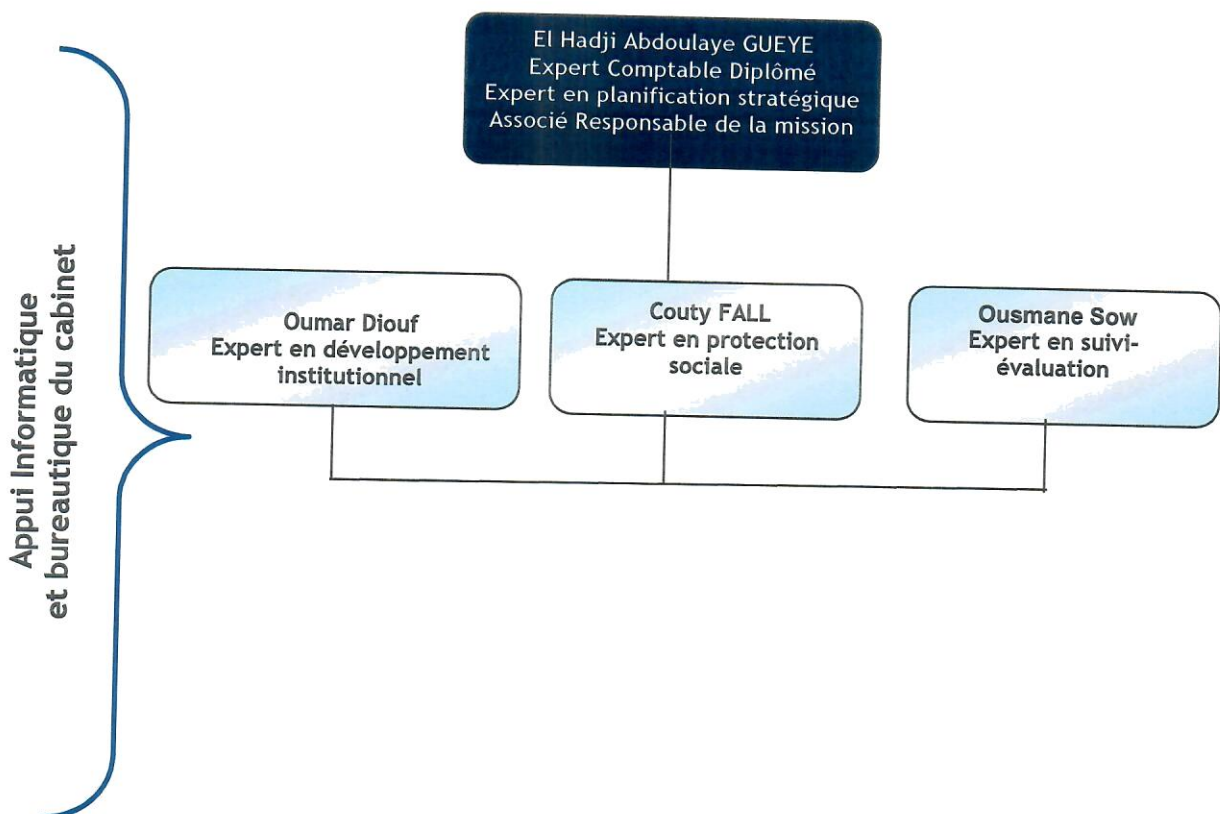 El Hadji Abdoulaye GUEYE
Expert Comptable Diplômé
Expert en planification stratégique
Associé Responsable de la mission
Appui Informatique
et bureautique du cabinet
Oumar Diouf
Expert en développement
institutionnel
Couty FALL
Expert en protection
sociale
Ousmane Sow
Expert en suivi-
évaluation